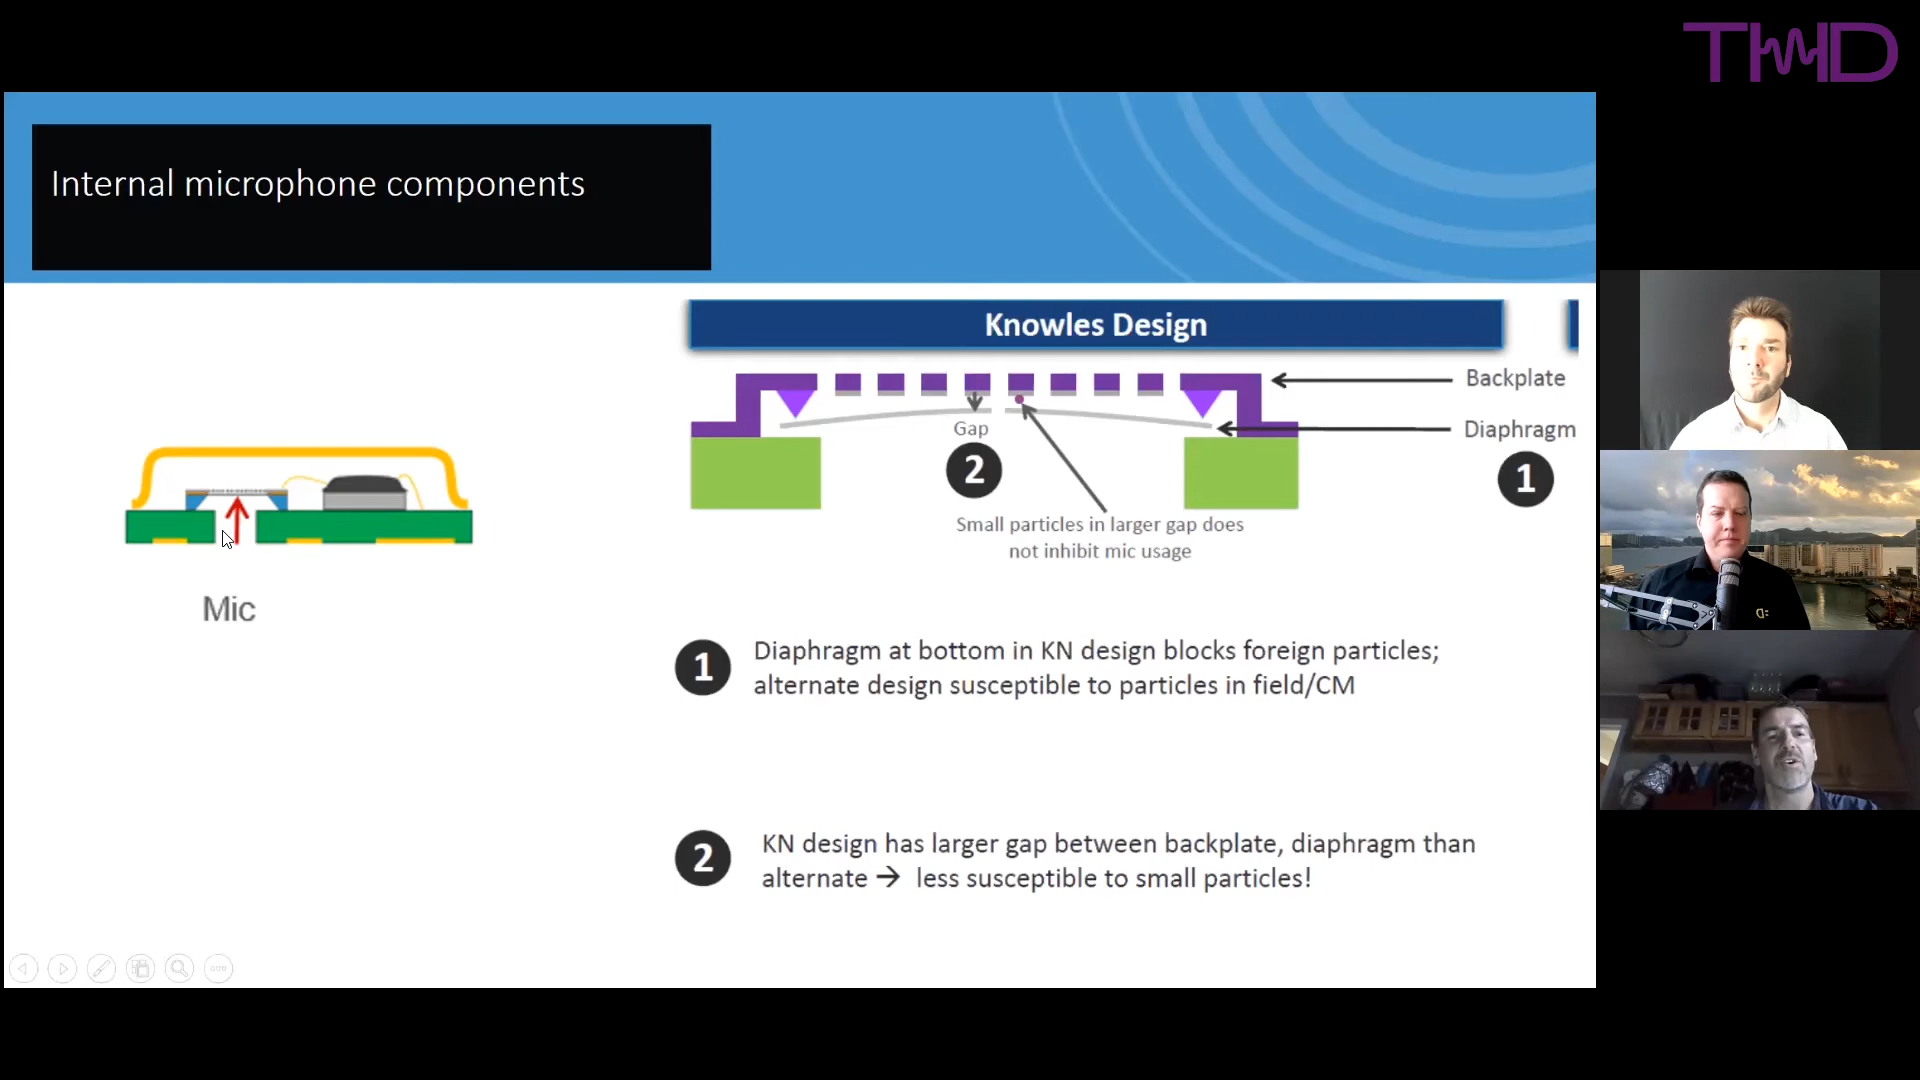 TWD
Internal microphone components
Knowles Design
Backplate
Gap
Diaphragm
2
1
Small particles in larger gap does
not inhibit mic usage
Mic
1
Diaphragm at bottom in KN design blocks foreign particles;
alternate design susceptible to particles in field/CM
2
KN design has larger gap between backplate, diaphragm than
alternate → less susceptible to small particles!